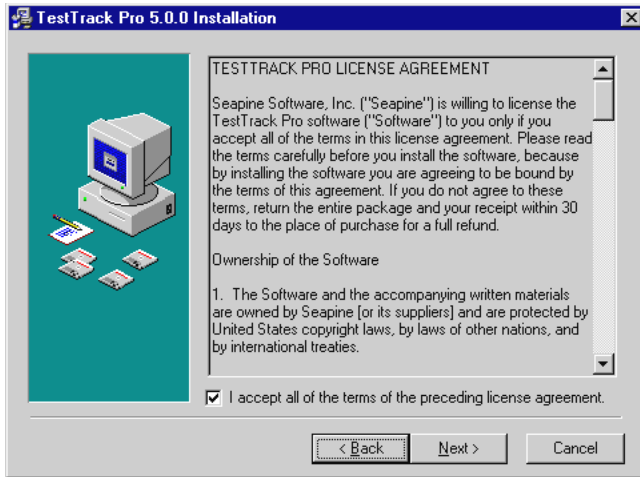 TestTrack Pro 5.0.0 Installation
TESTTRACK PRO LICENSE AGREEMENT
Seapine Software, Inc. ("Seapine") is willing to license the
TestTrack Pro software ("Software") to you only if you
accept all of the terms in this license agreement. Please read
the terms carefully before you install the software, because
by installing the software you are agreeing to be bound by
the terms of this agreement. If you do not agree to these
terms, return the entire package and your receipt within 30
days to the place of purchase for a full refund.
Ownership of the Software
1. The Software and the accompanying written materials
are owned by Seapine [or its suppliers] and are protected by
United States copyright laws, by laws of other nations, and
by international treaties.
I accept all of the terms of the preceding license agreement.
< Back Next > Cancel